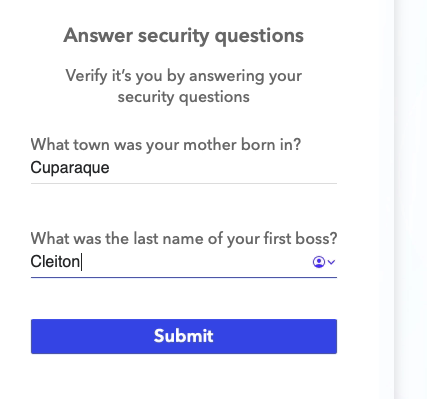 Answer security questions
Verify it’s you by answering your
security questions
What town was your mother born in?
Cuparaque
What was the last name of your first boss?
Cleiton
Submit